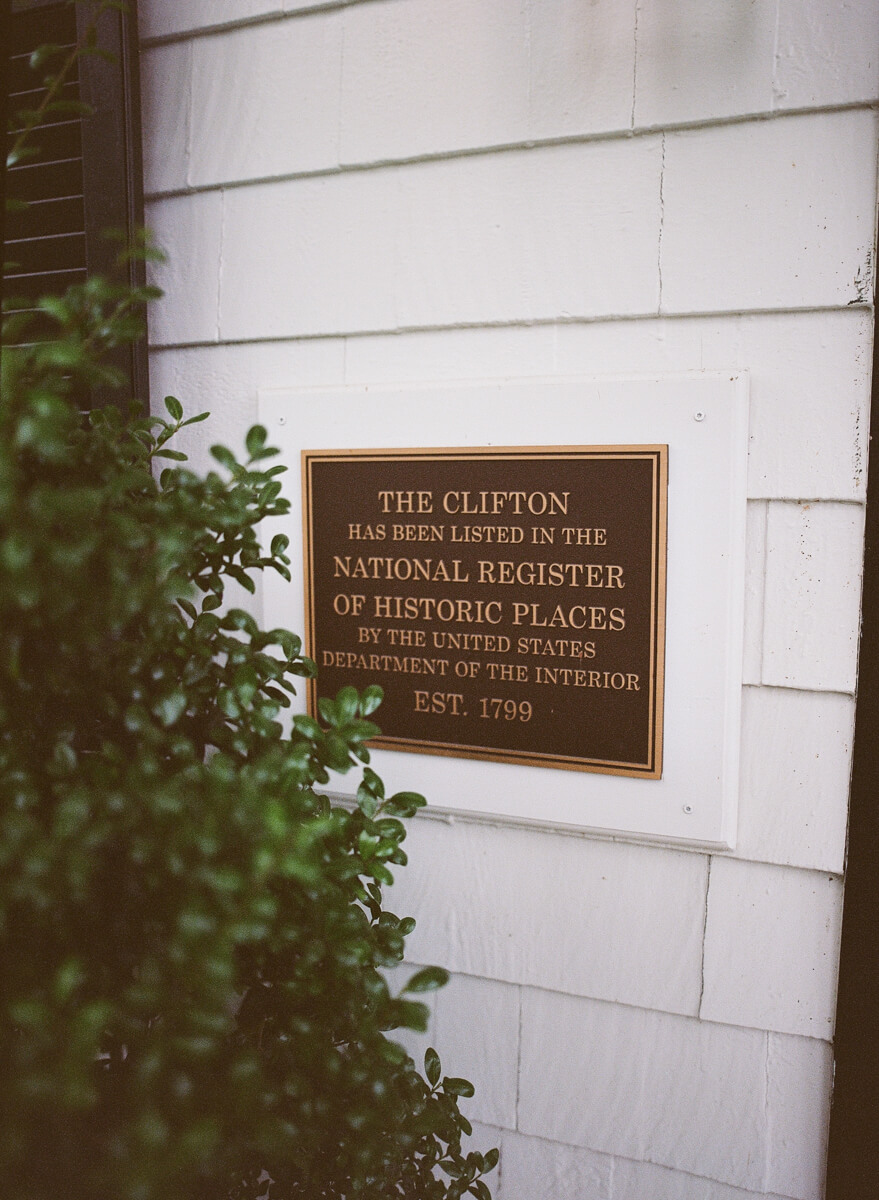 THE CLIFTON
HAS BEEN LISTED IN THE
NATIONAL REGISTER
OF HISTORIC PLACES
BY THE UNITED STATES
DEPARTMENT OF THE INTERIOR
EST. 1799